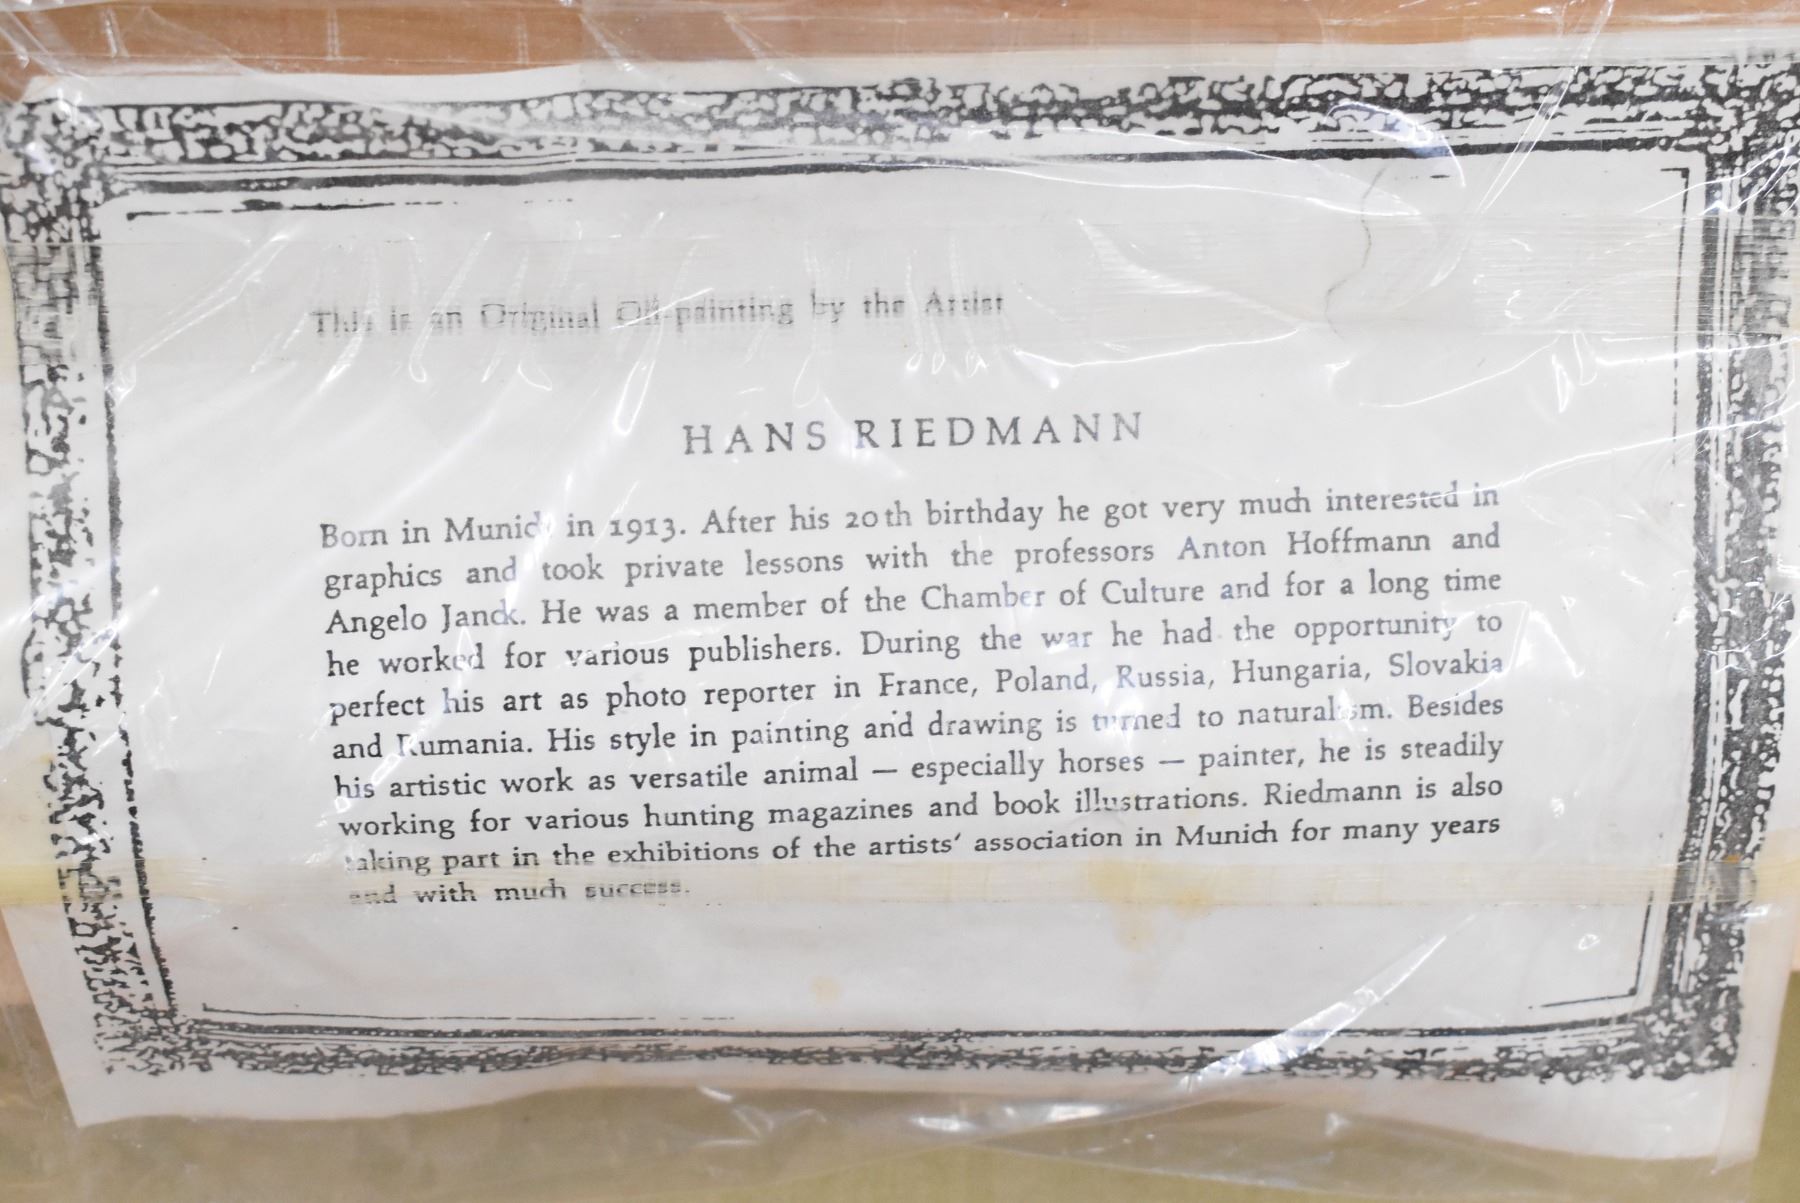 This is an Original Oil-painting by the Artist
HANS RIEDMANN
Born in Munich in 1913. After his 20th birthday he got very much interested in
graphics and took private lessons with the professors Anton Hoffmann and
Angelo Janck. He was a member of the Chamber of Culture and for a long time
he worked for various publishers. During the war he had the opportunity to
perfect his art as photo reporter in France, Poland, Russia, Hungaria, Slovakia
and Rumania. His style in painting and drawing is turned to naturalism. Besides
his artistic work as versatile animal — especially horses — painter, he is steadily
working for various hunting magazines and book illustrations. Riedmann is also
taking part in the exhibitions of the artists' association in Munich for many years
and with much success.